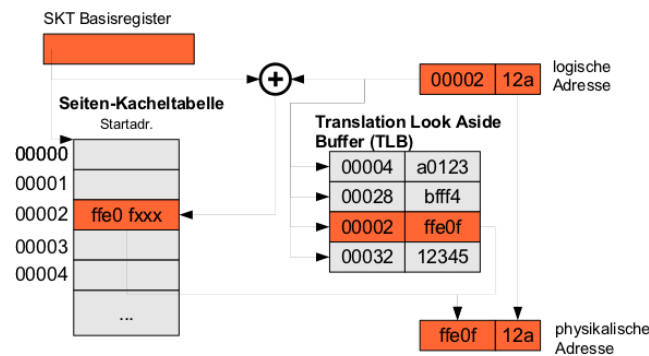 SKT Basisregister
+
00002 12a
logische
Adresse
Seiten-Kacheltabelle
Startadr.
Translation Look Aside
Buffer (TLB)
00000
00001
00002 ffe0 fxxx
00003
00004
...
00004 a0123
00028 bfff4
00002 ffe0f
00032 12345
ffe0f 12a
physikalische
Adresse